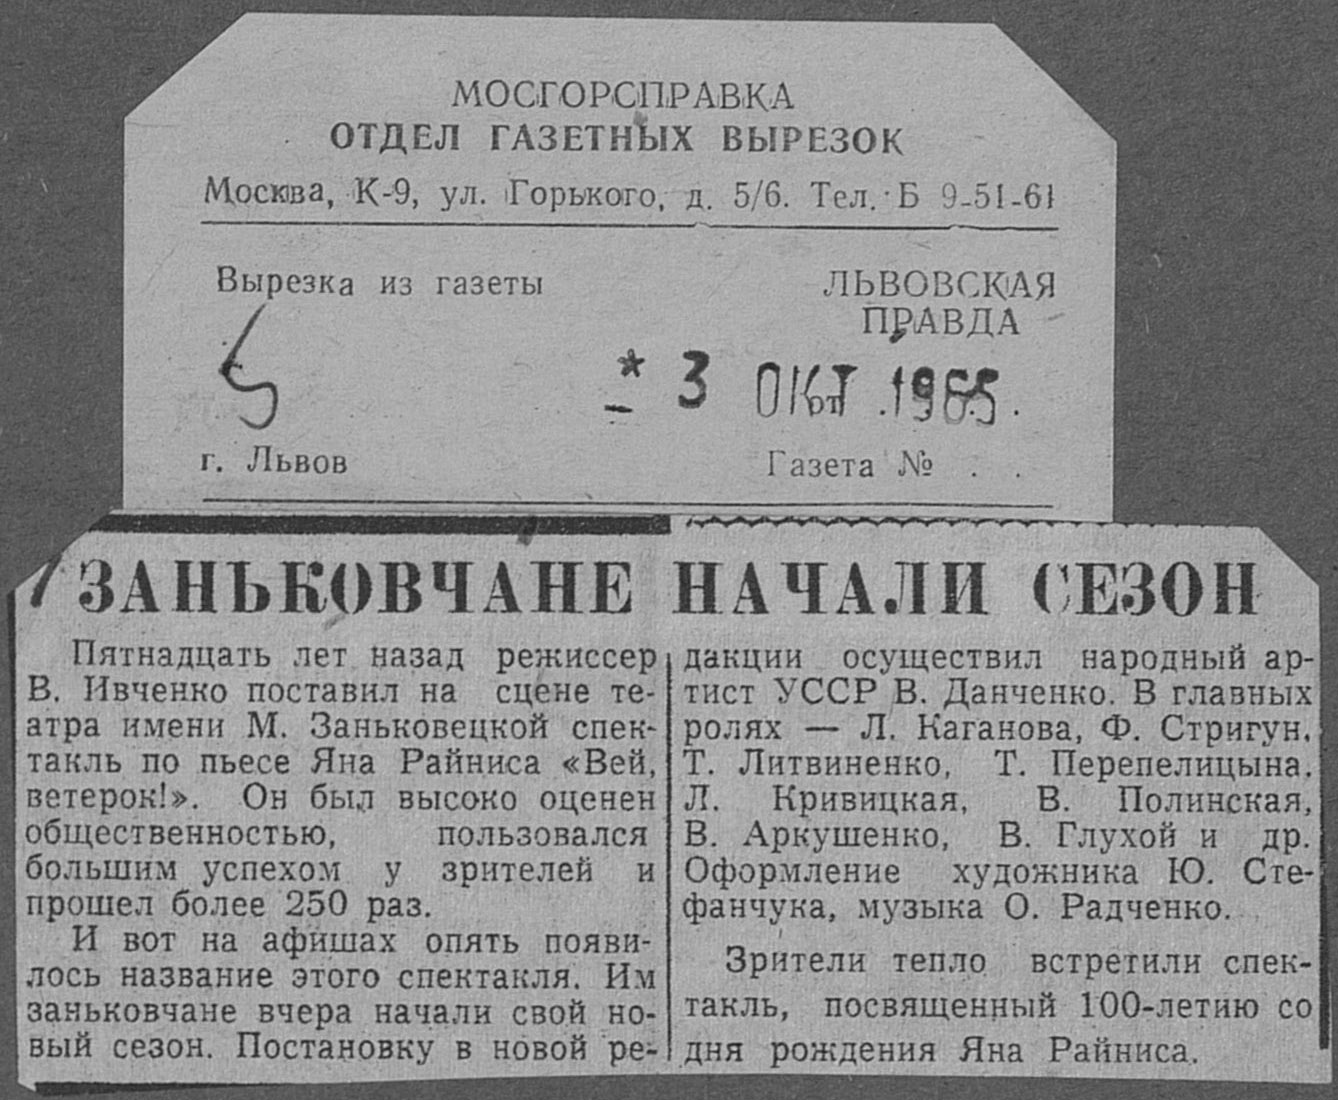 МОСГОРСПРАВКА
ОТДЕЛ ГАЗЕТНЫХ ВЫРЕЗОК
Москва, К-9, ул. Горького, д. 5/6. Тел. Б 9-51-61
Вырезка из газеты
ЛЬВОВСКАЯ
ПРАВДА
5
* 3 ОКТ 1965
от . . . .
г. Львов
Газета № . .
ЗАНЬКОВЧАНЕ НАЧАЛИ СЕЗОН
Пятнадцать лет назад режиссер
В. Ивченко поставил на сцене те-
атра имени М. Заньковецкой спек-
такль по пьесе Яна Райниса «Вей,
ветерок!». Он был высоко оценен
общественностью, пользовался
большим успехом у зрителей и
прошел более 250 раз.
И вот на афишах опять появи-
лось название этого спектакля. Им
заньковчане вчера начали свой но-
вый сезон. Постановку в новой ре-
дакции осуществил народный ар-
тист УССР В. Данченко. В главных
ролях — Л. Каганова, Ф. Стригун,
Т. Литвиненко, Т. Перепелицына,
Л. Кривицкая, В. Полинская,
В. Аркушенко, В. Глухой и др.
Оформление художника Ю. Сте-
фанчука, музыка О. Радченко.
Зрители тепло встретили спек-
такль, посвященный 100-летию со
дня рождения Яна Райниса.